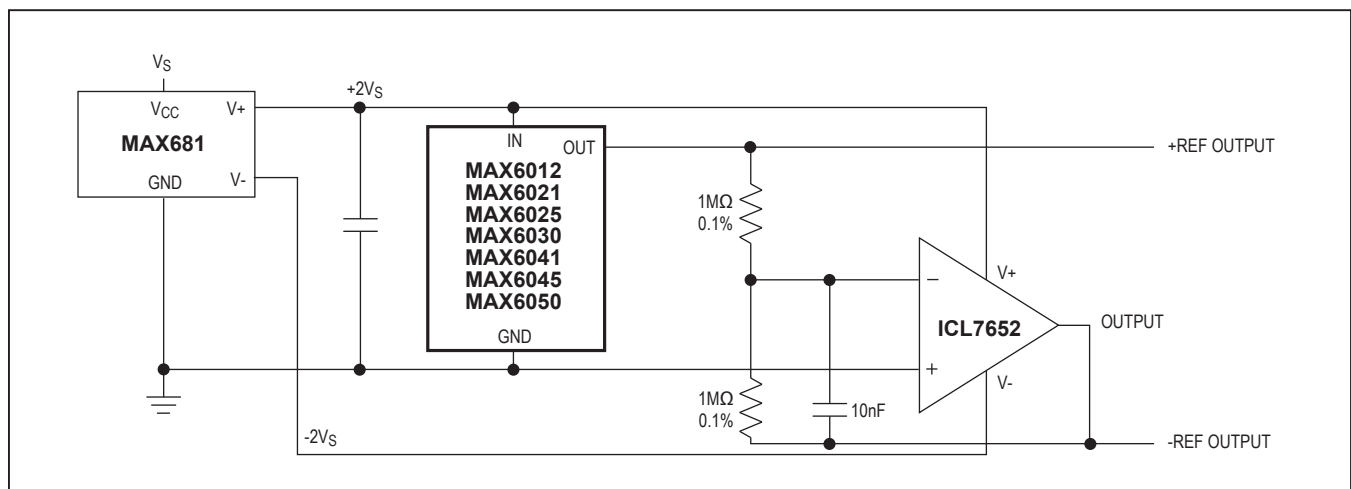 VS
+2VS
VCC
V+
MAX681
GND
V-
IN
OUT
MAX6012
MAX6021
MAX6025
MAX6030
MAX6041
MAX6045
MAX6050
GND
-2VS
+REF OUTPUT
1MΩ
0.1%
1MΩ
0.1%
10nF
−
+
V+
ICL7652
V-
OUTPUT
-REF OUTPUT